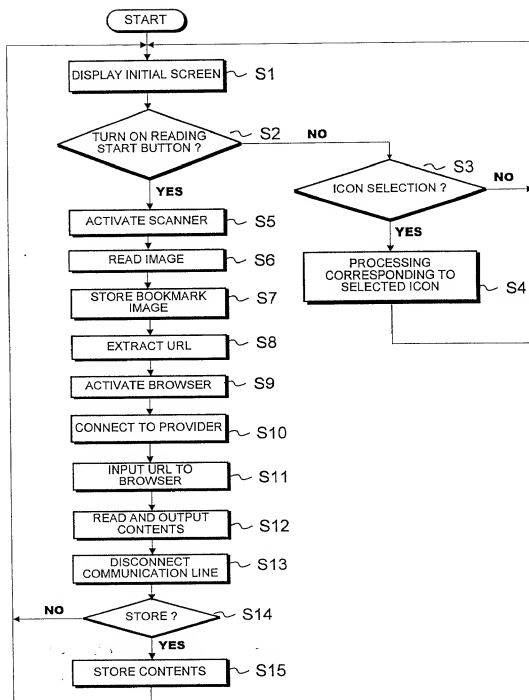 START
DISPLAY INITIAL SCREEN
S1
TURN ON READING
START BUTTON ?
S2
NO
YES
ICON SELECTION ?
S3
NO
YES
PROCESSING
CORRESPONDING TO
SELECTED ICON
S4
ACTIVATE SCANNER
S5
READ IMAGE
S6
STORE BOOKMARK
IMAGE
S7
EXTRACT URL
S8
ACTIVATE BROWSER
S9
CONNECT TO PROVIDER
S10
INPUT URL TO
BROWSER
S11
READ AND OUTPUT
CONTENTS
S12
DISCONNECT
COMMUNICATION LINE
S13
STORE ?
S14
NO
YES
STORE CONTENTS
S15